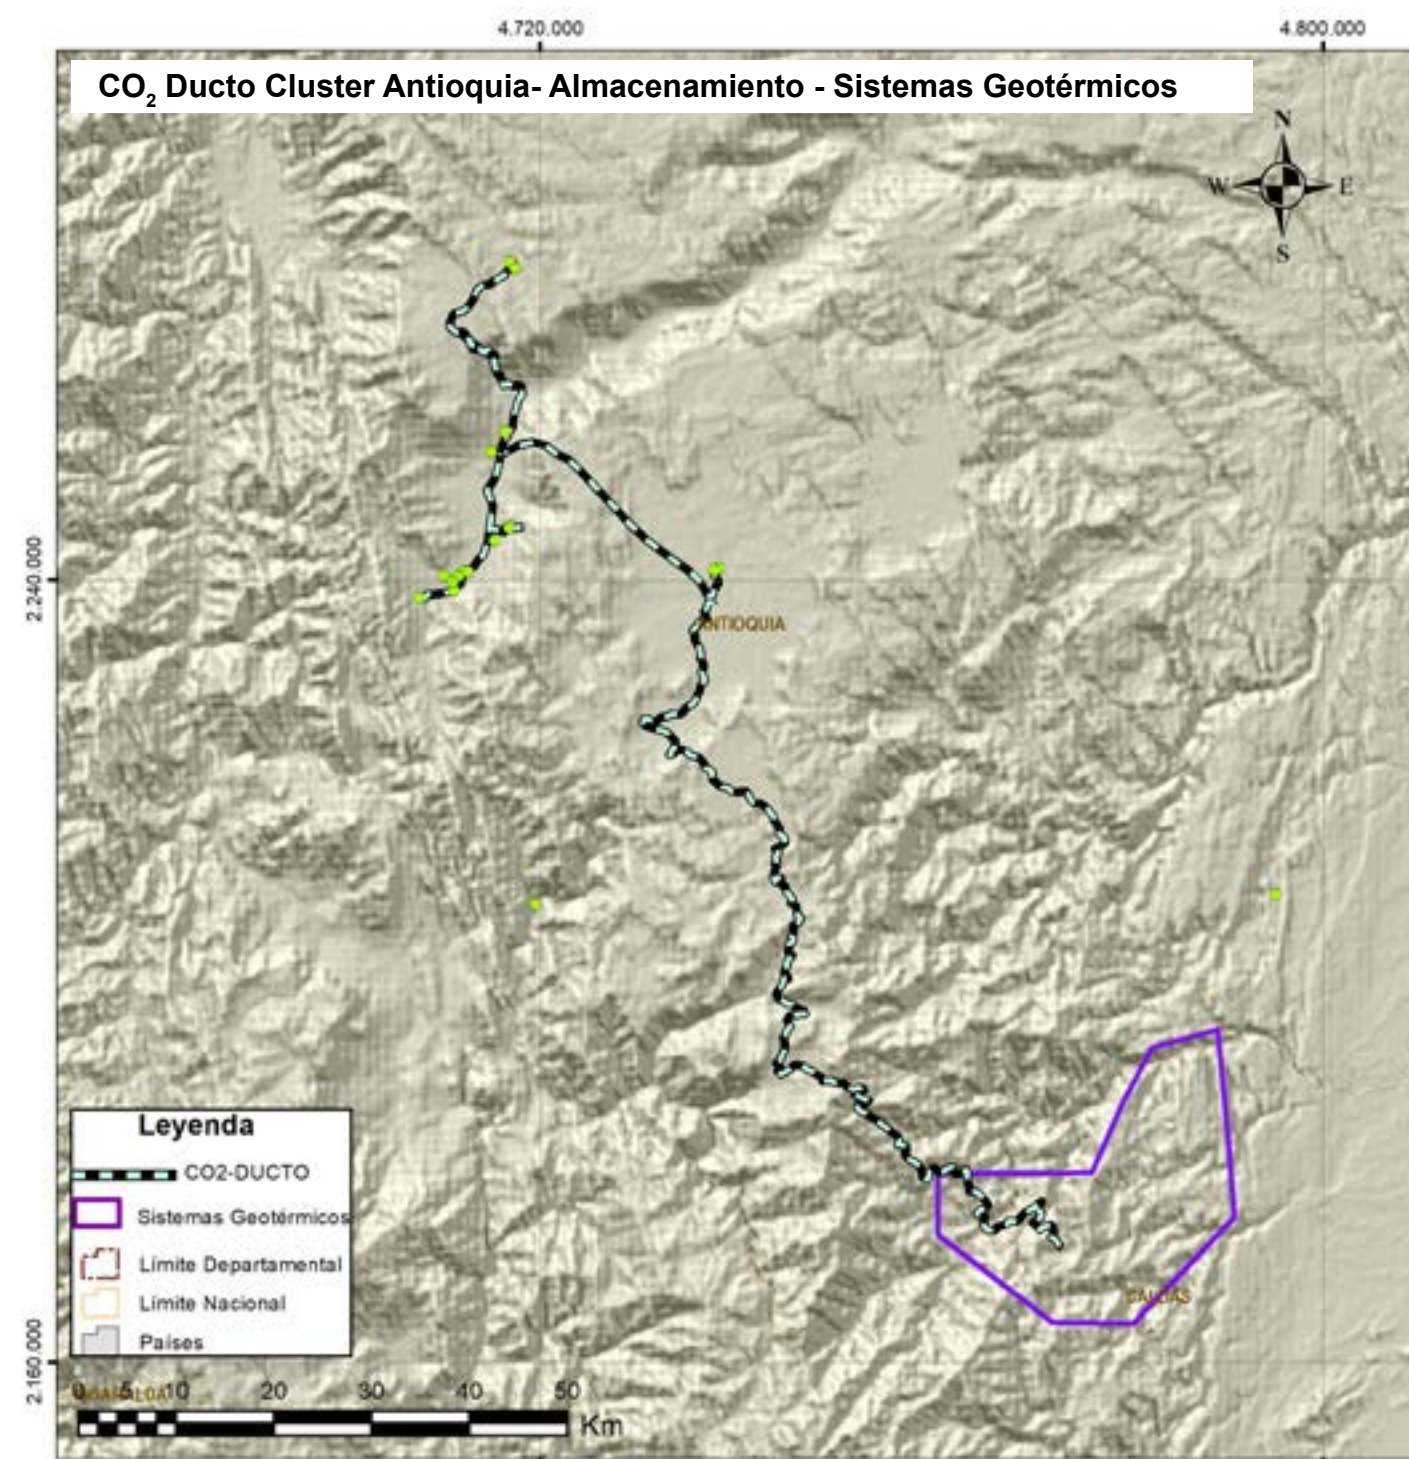 4.720.000 4.800.000
CO2 Ducto Cluster Antioquia- Almacenamiento - Sistemas Geotérmicos
N
W E
S
2.240.000
ANTIOQUIA
Leyenda
CO2-DUCTO
Sistemas Geotérmicos
Límite Departamental
Límite Nacional
Países
CALDAS
2.160.000
0 5 10 20 30 40 50
Km